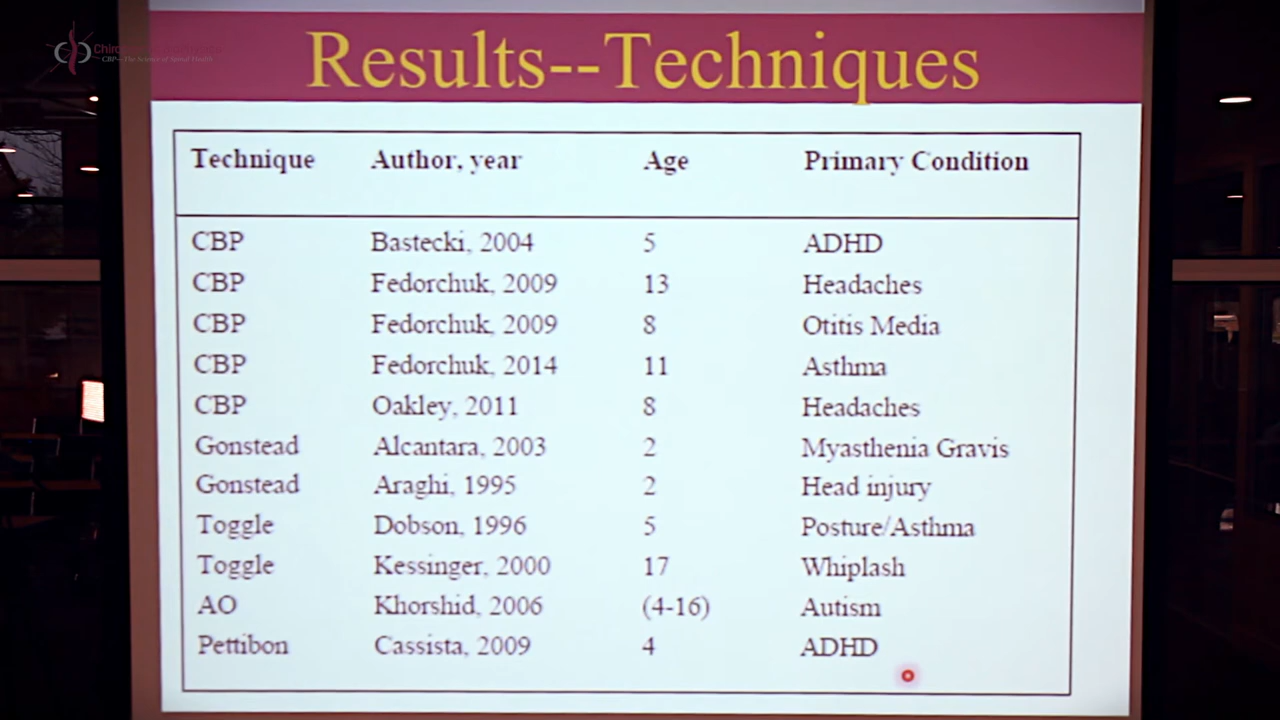 Results--Techniques
Technique Author, year Age Primary Condition
CBP Bastecki, 2004 5 ADHD
CBP Fedorchuk, 2009 13 Headaches
CBP Fedorchuk, 2009 8 Otitis Media
CBP Fedorchuk, 2014 11 Asthma
CBP Oakley, 2011 8 Headaches
Gonstead Alcantara, 2003 2 Myasthenia Gravis
Gonstead Araghi, 1995 2 Head injury
Toggle Dobson, 1996 5 Posture/Asthma
Toggle Kessinger, 2000 17 Whiplash
AO Khorshid, 2006 (4-16) Autism
Pettibon Cassista, 2009 4 ADHD